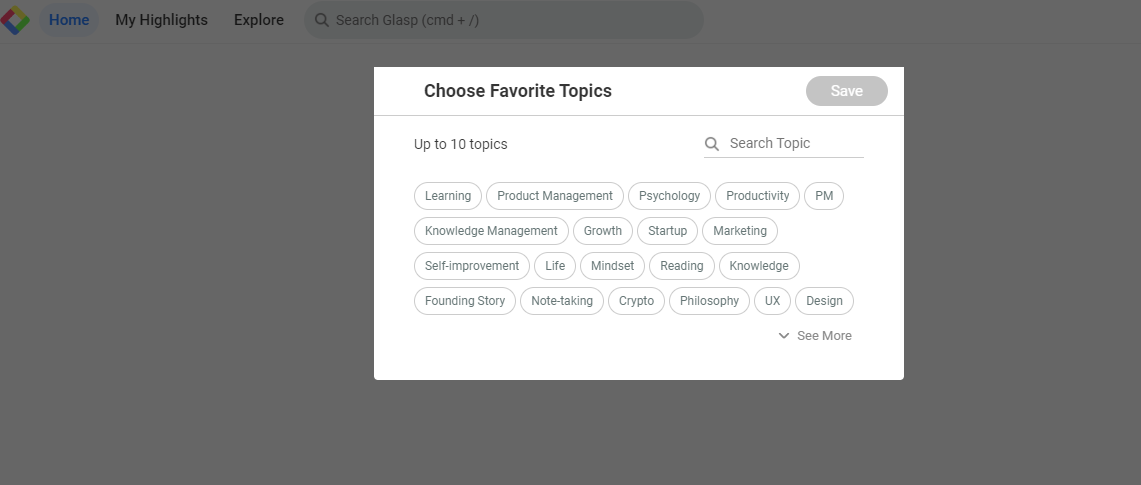 Home My Highlights Explore Search Glasp (cmd + /)
Choose Favorite Topics Save
Up to 10 topics Search Topic
Learning Product Management Psychology Productivity PM
Knowledge Management Growth Startup Marketing
Self-improvement Life Mindset Reading Knowledge
Founding Story Note-taking Crypto Philosophy UX Design
See More